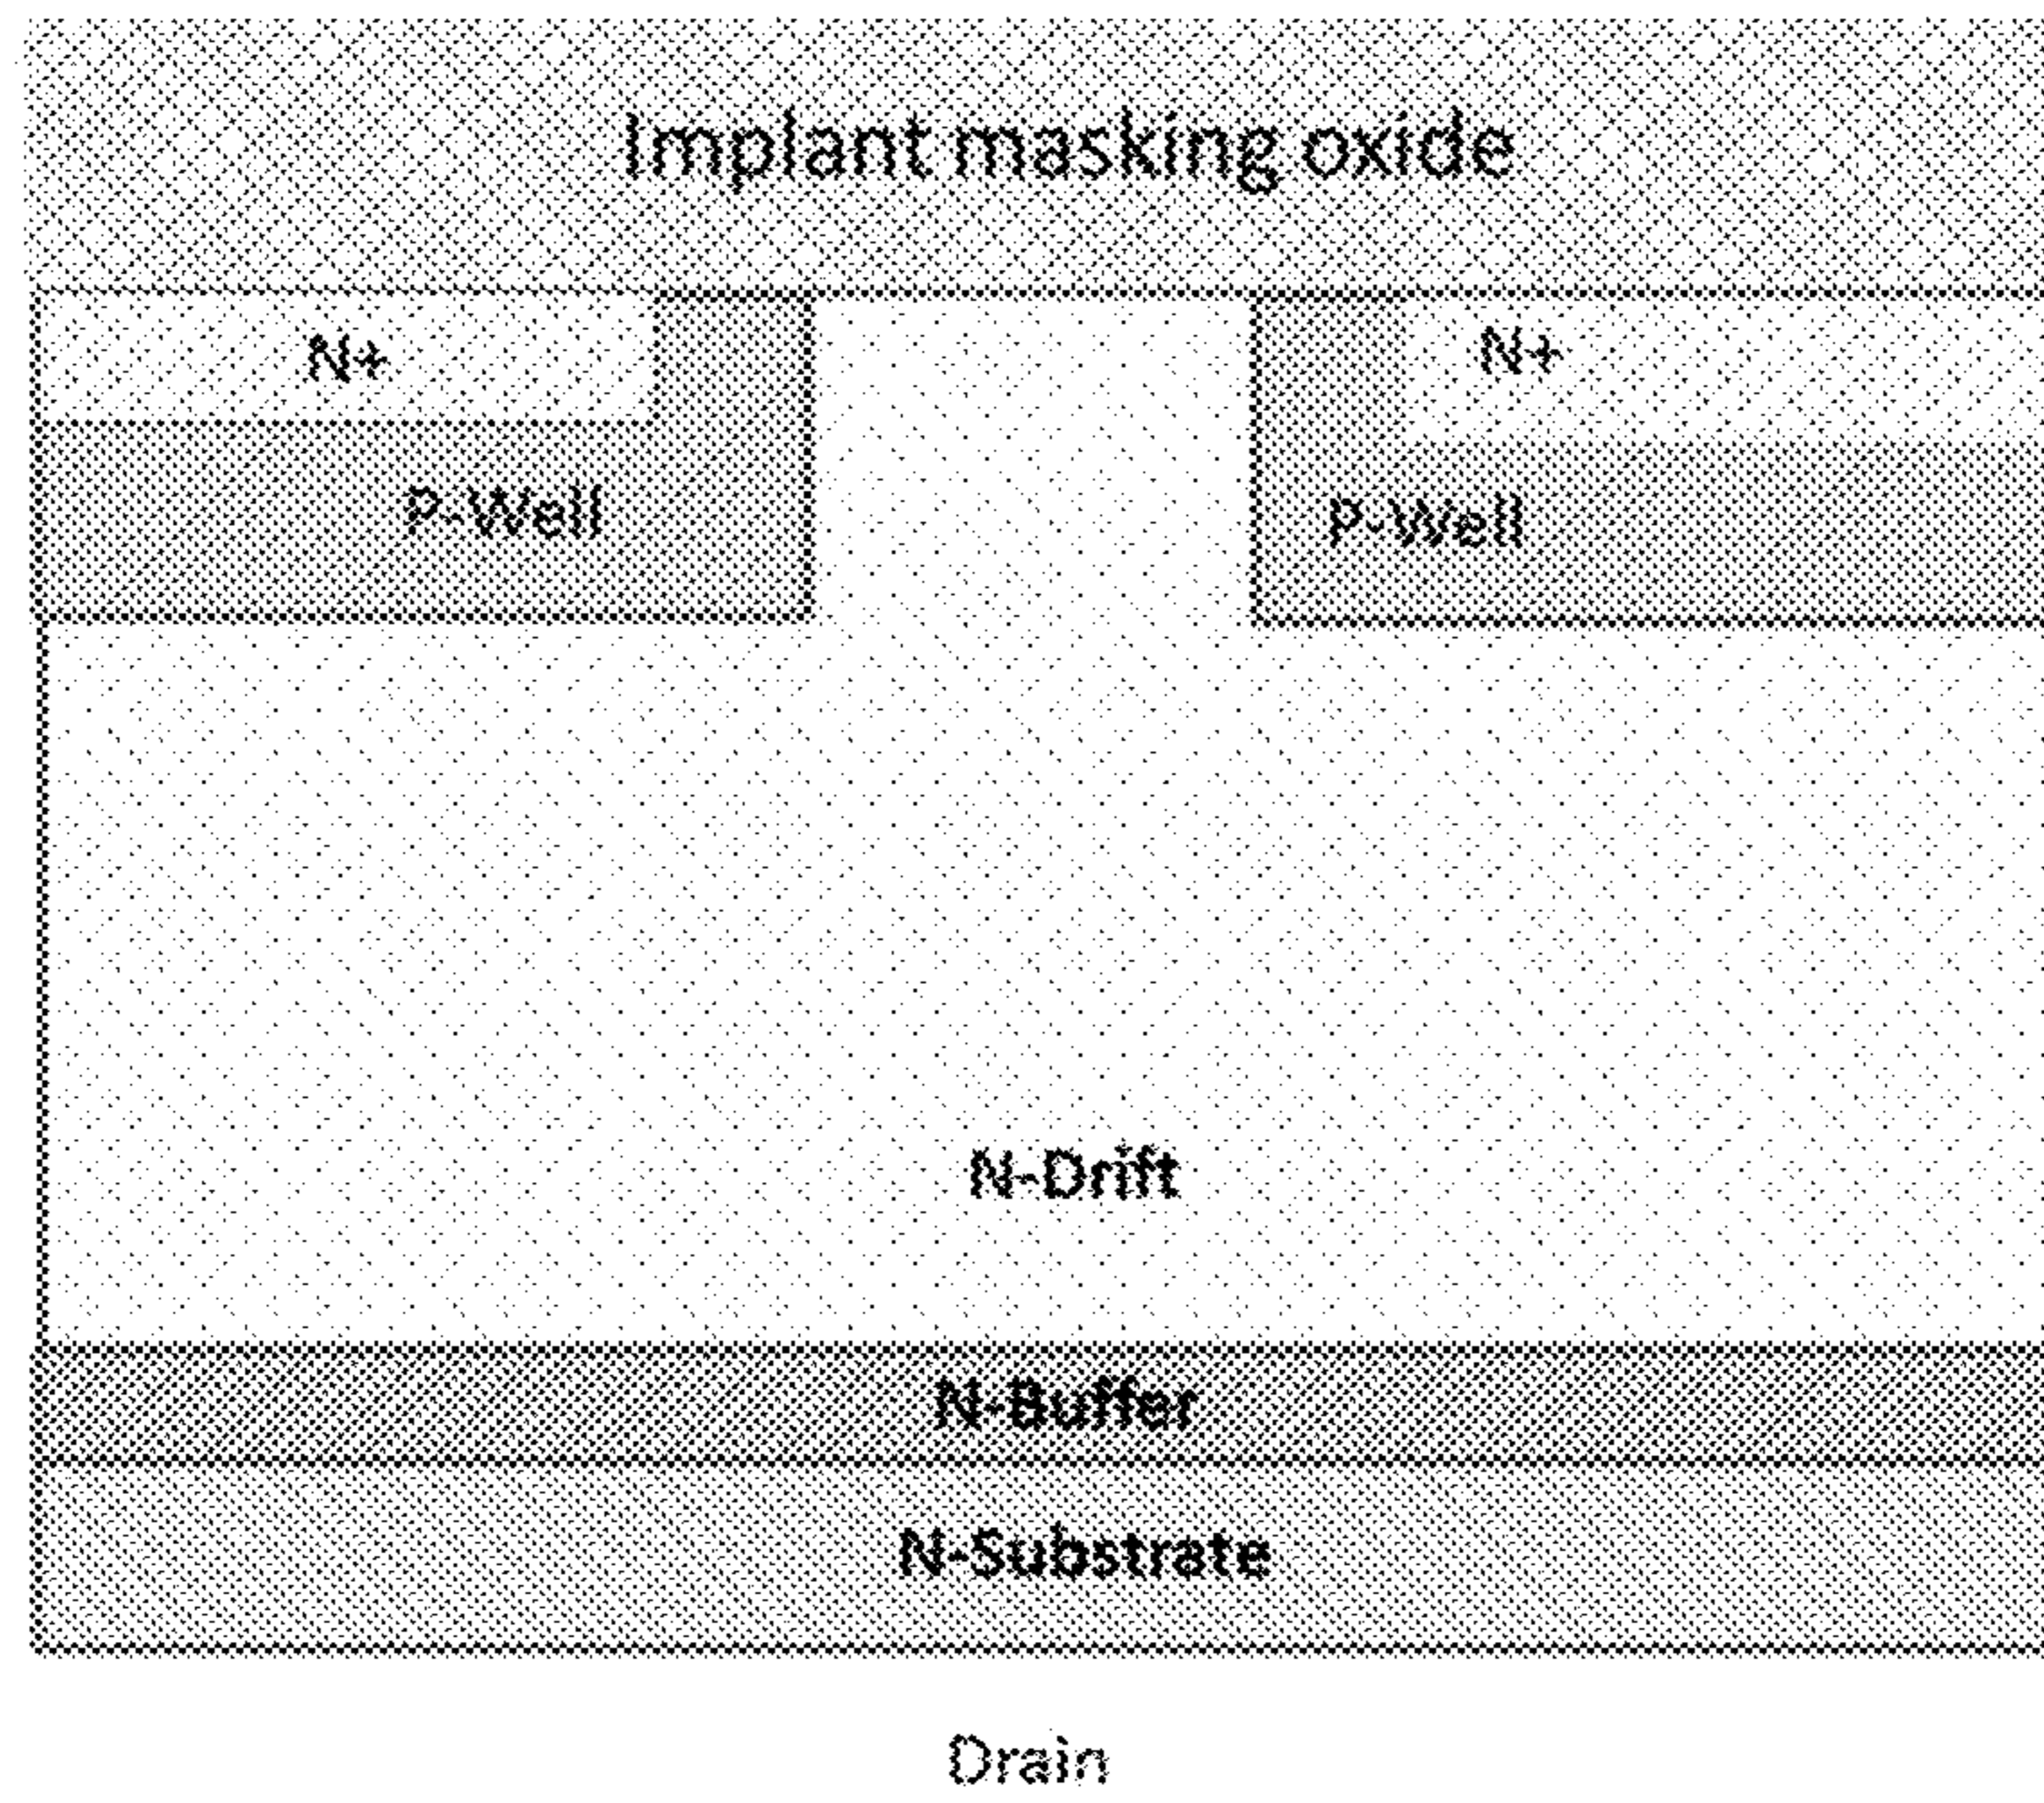 Implant masking oxide
N+
N+
P-Well
P-Well
N-Drift
N-Buffer
N-Substrate
Drain